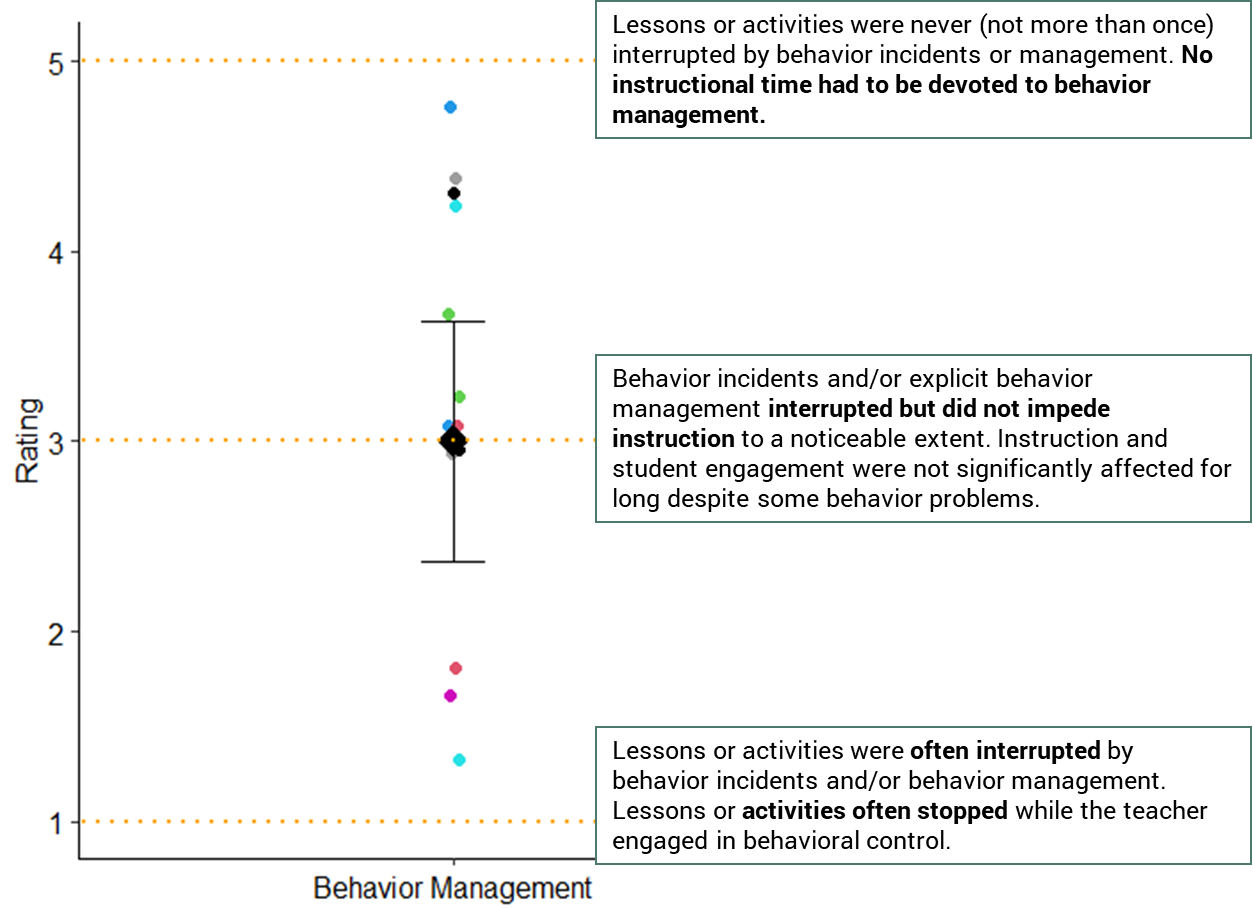 Lessons or activities were never (not more than once)
interrupted by behavior incidents or management. No
instructional time had to be devoted to behavior
management.
5
4
Behavior incidents and/or explicit behavior
management interrupted but did not impede
instruction to a noticeable extent. Instruction and
student engagement were not significantly affected for
long despite some behavior problems.
Rating
3
2
Lessons or activities were often interrupted by
behavior incidents and/or behavior management.
Lessons or activities often stopped while the teacher
engaged in behavioral control.
1
Behavior Management